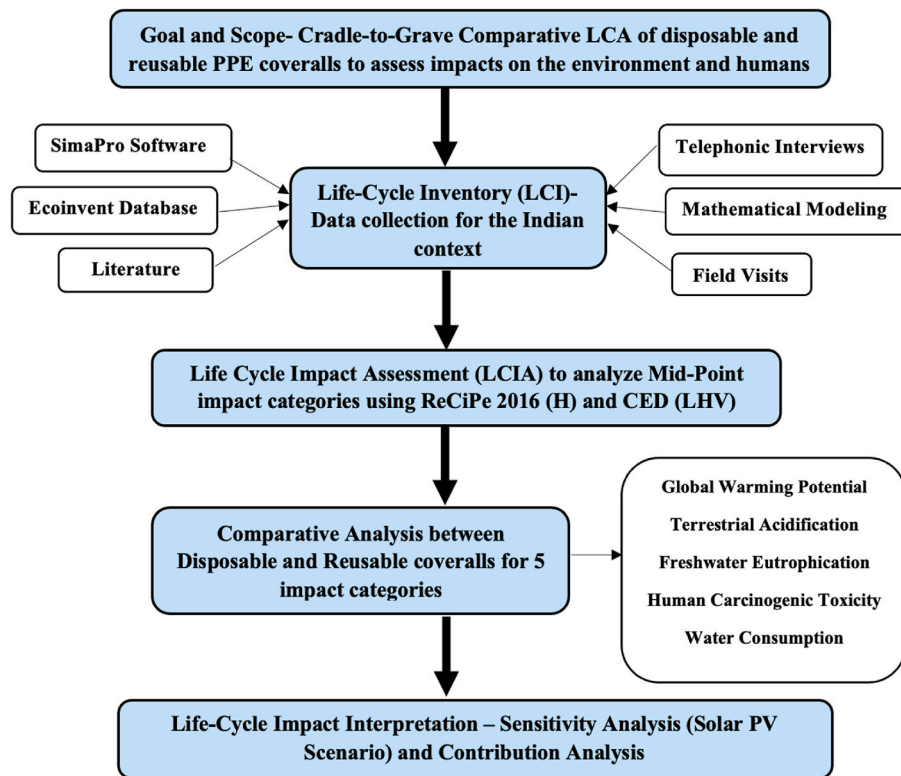 Goal and Scope- Cradle-to-Grave Comparative LCA of disposable and
reusable PPE coveralls to assess impacts on the environment and humans
SimaPro Software
Ecoinvent Database
Literature
Life-Cycle Inventory (LCI)-
Data collection for the Indian
context
Telephonic Interviews
Mathematical Modeling
Field Visits
Life Cycle Impact Assessment (LCIA) to analyze Mid-Point
impact categories using ReCiPe 2016 (H) and CED (LHV)
Comparative Analysis between
Disposable and Reusable coveralls for 5
impact categories
Global Warming Potential
Terrestrial Acidification
Freshwater Eutrophication
Human Carcinogenic Toxicity
Water Consumption
Life-Cycle Impact Interpretation – Sensitivity Analysis (Solar PV
Scenario) and Contribution Analysis